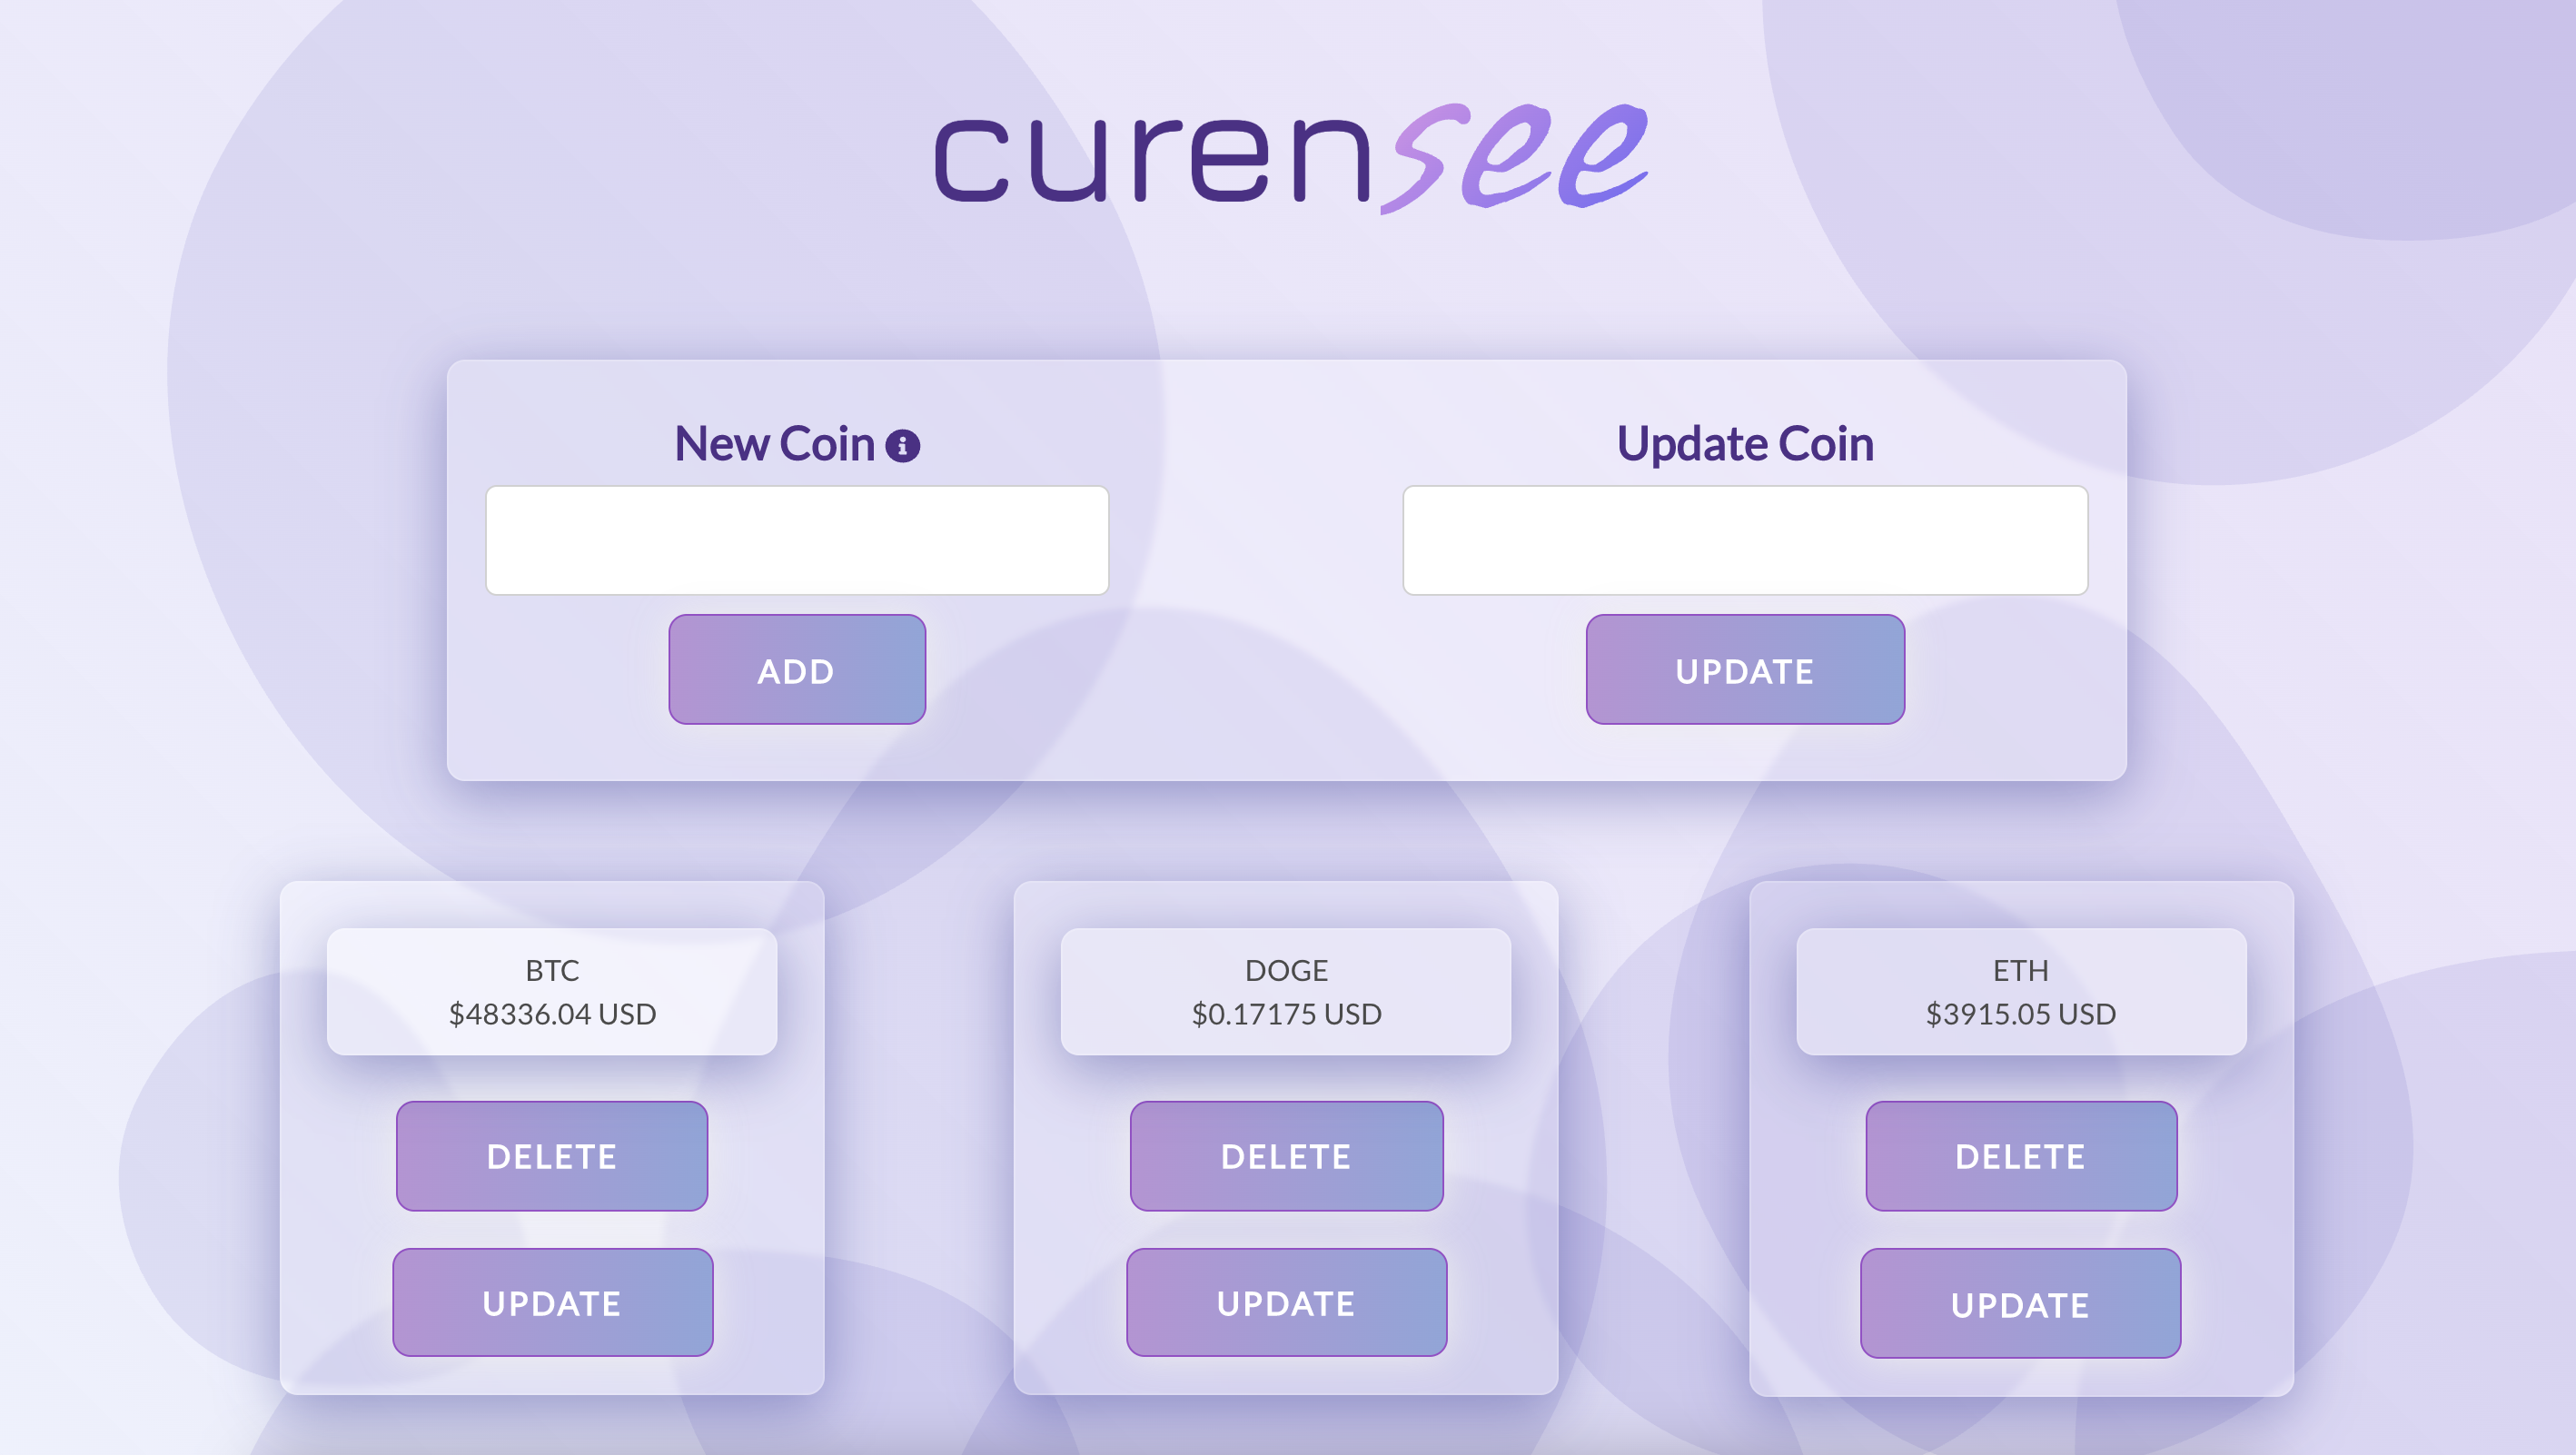 curensee
New Coin
Update Coin
ADD
UPDATE
BTC
$48336.04 USD
DELETE
UPDATE
DOGE
$0.17175 USD
DELETE
UPDATE
ETH
$3915.05 USD
DELETE
UPDATE